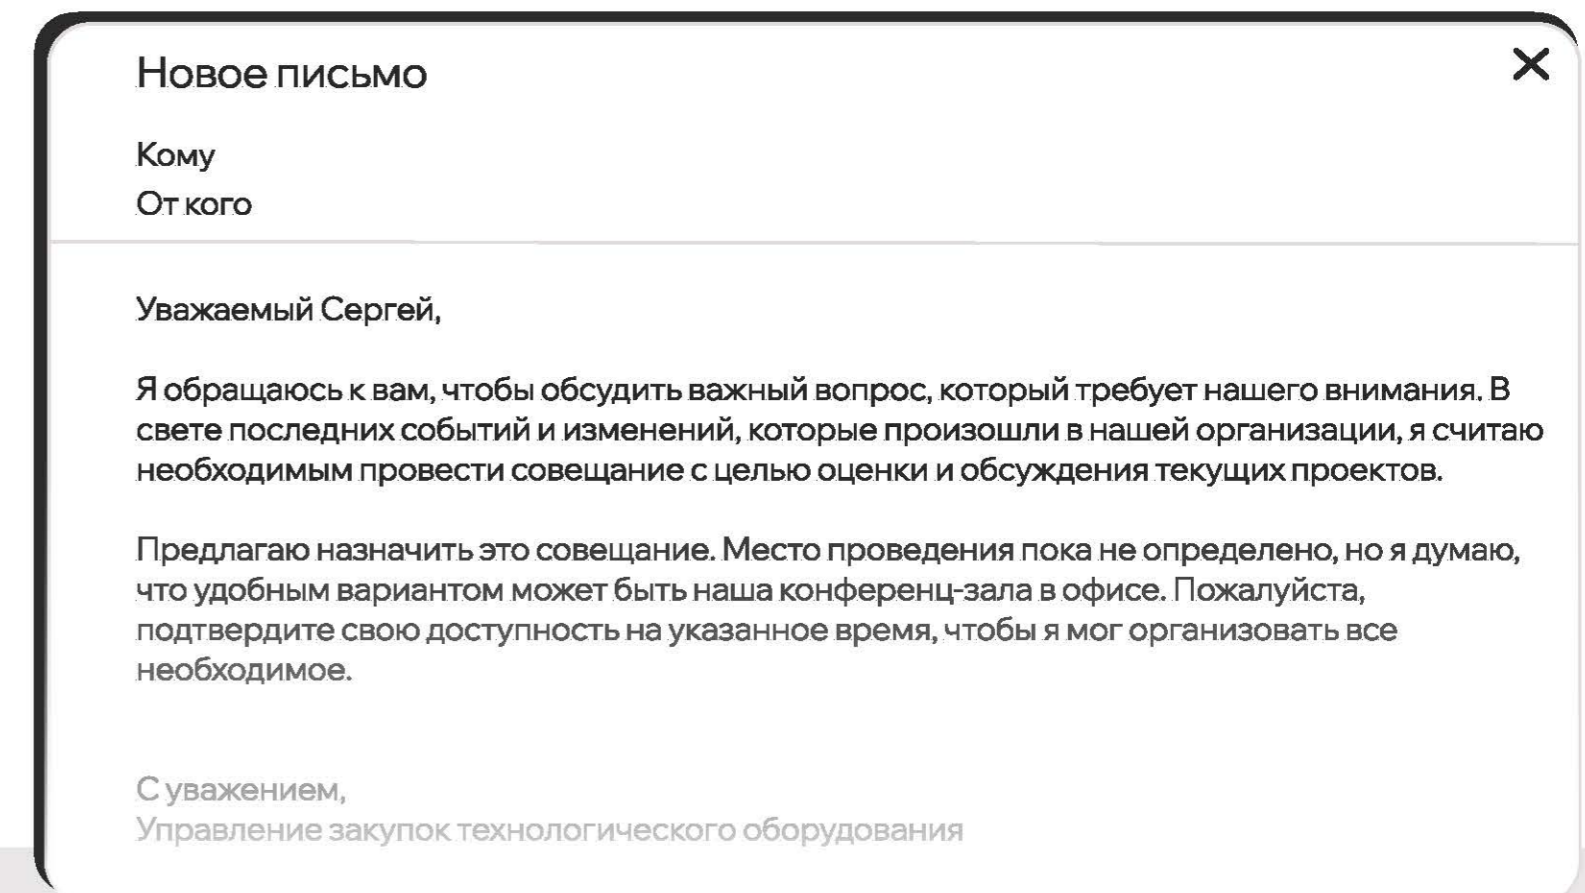 Новое письмо
Кому
От кого
Уважаемый Сергей,
Я обращаюсь к вам, чтобы обсудить важный вопрос, который требует нашего внимания. В
свете последних событий и изменений, которые произошли в нашей организации, я считаю
необходимым провести совещание с целью оценки и обсуждения текущих проектов.
Предлагаю назначить это совещание. Место проведения пока не определено, но я думаю,
что удобным вариантом может быть наша конференц-зала в офисе. Пожалуйста,
подтвердите свою доступность на указанное время, чтобы я мог организовать все
необходимое.
С уважением,
Управление закупок технологического оборудования